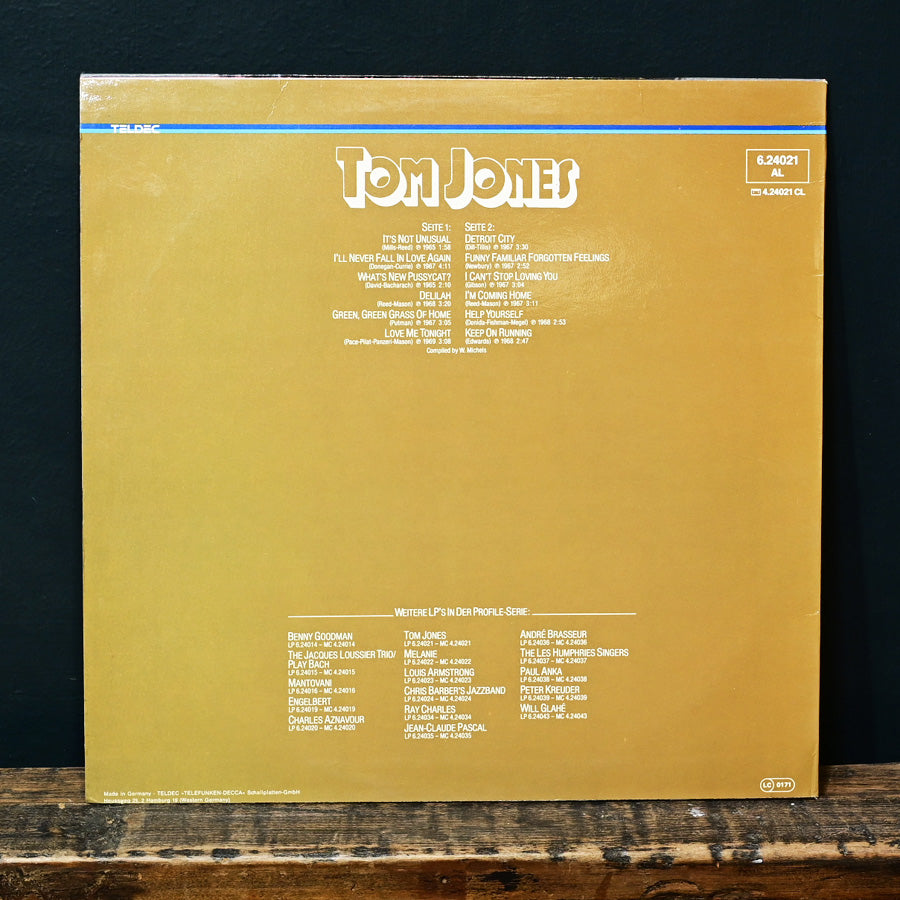 TELDEC
TOM JONES
6.24021
AL
4.24021 CL
SEITE 1:
IT'S NOT UNUSUAL
(Mills-Reed) ℗ 1965 1:58
I'LL NEVER FALL IN LOVE AGAIN
(Donegan-Currie) ℗ 1967 4:11
WHAT'S NEW PUSSYCAT?
(David-Bacharach) ℗ 1965 2:10
DELILAH
(Reed-Mason) ℗ 1968 3:20
GREEN, GREEN GRASS OF HOME
(Putman) ℗ 1967 3:05
LOVE ME TONIGHT
(Pace-Pilat-Panzeri-Mason) ℗ 1969 3:08
SEITE 2:
DETROIT CITY
(Dill-Tillis) ℗ 1967 3:30
FUNNY FAMILIAR FORGOTTEN FEELINGS
(Newbury) ℗ 1967 2:52
I CAN'T STOP LOVING YOU
(Gibson) ℗ 1967 3:04
I'M COMING HOME
(Reed-Mason) ℗ 1967 3:11
HELP YOURSELF
(Donida-Fishman-Megel) ℗ 1968 2:53
KEEP ON RUNNING
(Edwards) ℗ 1968 2:47
Compiled by W. Michels
WEITERE LP'S IN DER PROFILE-SERIE:
BENNY GOODMAN
LP 6.24014 – MC 4.24014
THE JACQUES LOUSSIER TRIO/
PLAY BACH
LP 6.24015 – MC 4.24015
MANTOVANI
LP 6.24016 – MC 4.24016
ENGELBERT
LP 6.24019 – MC 4.24019
CHARLES AZNAVOUR
LP 6.24020 – MC 4.24020
TOM JONES
LP 6.24021 – MC 4.24021
MELANIE
LP 6.24022 – MC 4.24022
LOUIS ARMSTRONG
LP 6.24023 – MC 4.24023
CHRIS BARBER'S JAZZBAND
LP 6.24024 – MC 4.24024
RAY CHARLES
LP 6.24034 – MC 4.24034
JEAN-CLAUDE PASCAL
LP 6.24035 – MC 4.24035
ANDRÉ BRASSEUR
LP 6.24036 – MC 4.24036
THE LES HUMPHRIES SINGERS
LP 6.24037 – MC 4.24037
PAUL ANKA
LP 6.24038 – MC 4.24038
PETER KREUDER
LP 6.24039 – MC 4.24039
WILL GLAHÉ
LP 6.24043 – MC 4.24043
Made in Germany · TELDEC »TELEFUNKEN-DECCA« Schallplatten-GmbH
Heussweg 25, 2 Hamburg 19 (Western Germany)
LC 0171